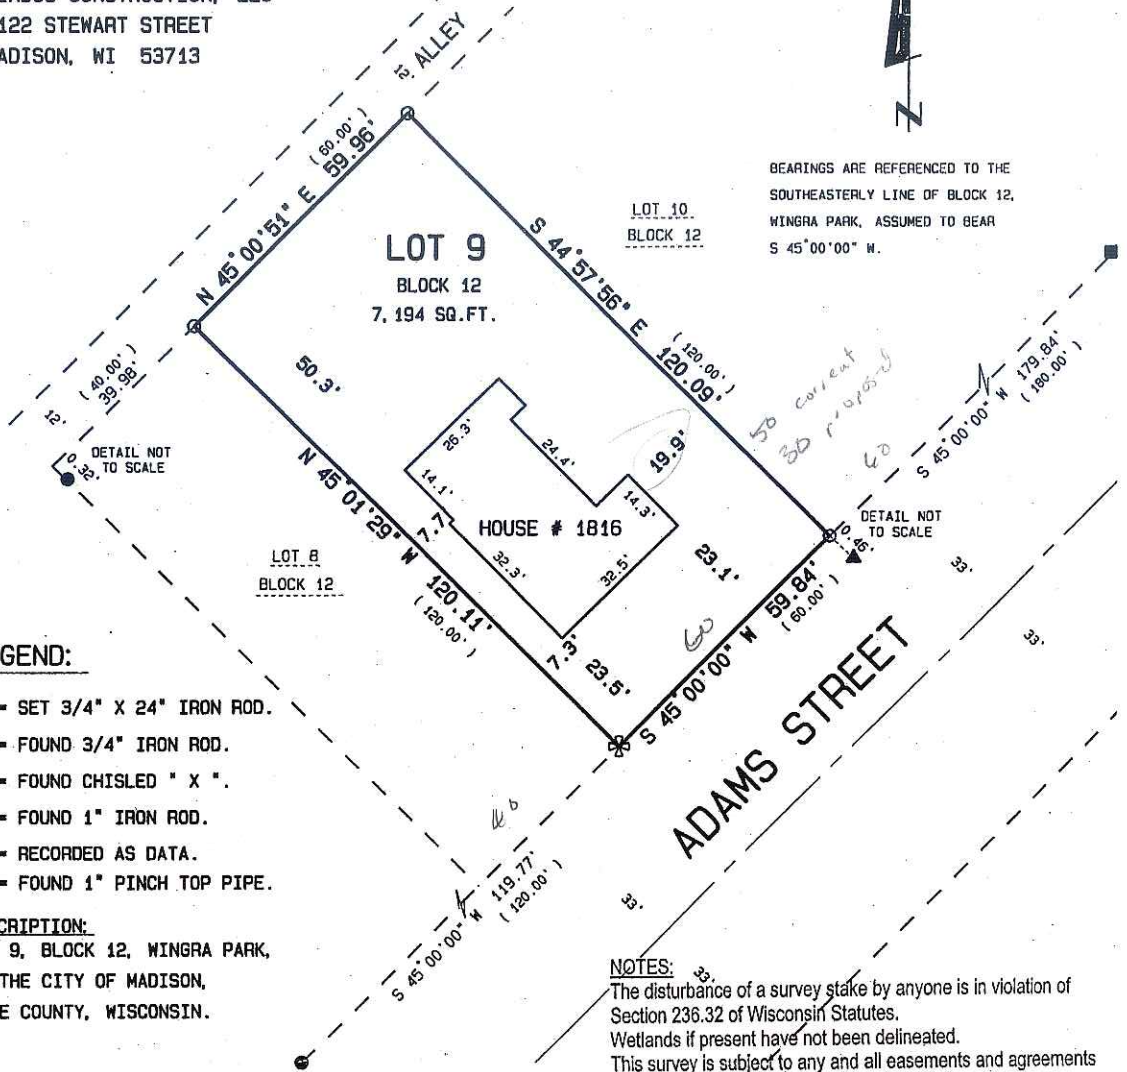 122 STEWART STREET
ADISON, WI 53713
12' ALLEY
N
BEARINGS ARE REFERENCED TO THE
SOUTHEASTERLY LINE OF BLOCK 12,
WINGRA PARK, ASSUMED TO BEAR
S 45°00'00" W.
(60.00')
N 45°00'51" E 59.96'
LOT 10
BLOCK 12
LOT 9
BLOCK 12
7,194 SQ.FT.
S 44°57'56" E 120.09'
(120.00')
50 current
30 proposed
60
S 45°00'00" W 179.84'
(180.00')
(40.00')
39.98'
12'
0.32'
DETAIL NOT
TO SCALE
50.3'
26.3'
24.4'
19.9'
14.1'
14.3'
7.7'
HOUSE # 1816
32.3'
32.5'
23.1'
DETAIL NOT
TO SCALE
0.46'
N 45°01'29" W 120.11'
(120.00')
LOT 8
BLOCK 12
7.3'
23.5'
60
S 45°00'00" W 59.84'
(60.00')
33'
33'
ADAMS STREET
GEND:
= SET 3/4" X 24" IRON ROD.
= FOUND 3/4" IRON ROD.
= FOUND CHISLED " X ".
= FOUND 1" IRON ROD.
= RECORDED AS DATA.
= FOUND 1" PINCH TOP PIPE.
CRIPTION:
9, BLOCK 12, WINGRA PARK,
THE CITY OF MADISON,
E COUNTY, WISCONSIN.
S 45°00'00" W 119.77'
(120.00')
33'
33'
NOTES:
The disturbance of a survey stake by anyone is in violation of
Section 236.32 of Wisconsin Statutes.
Wetlands if present have not been delineated.
This survey is subject to any and all easements and agreements